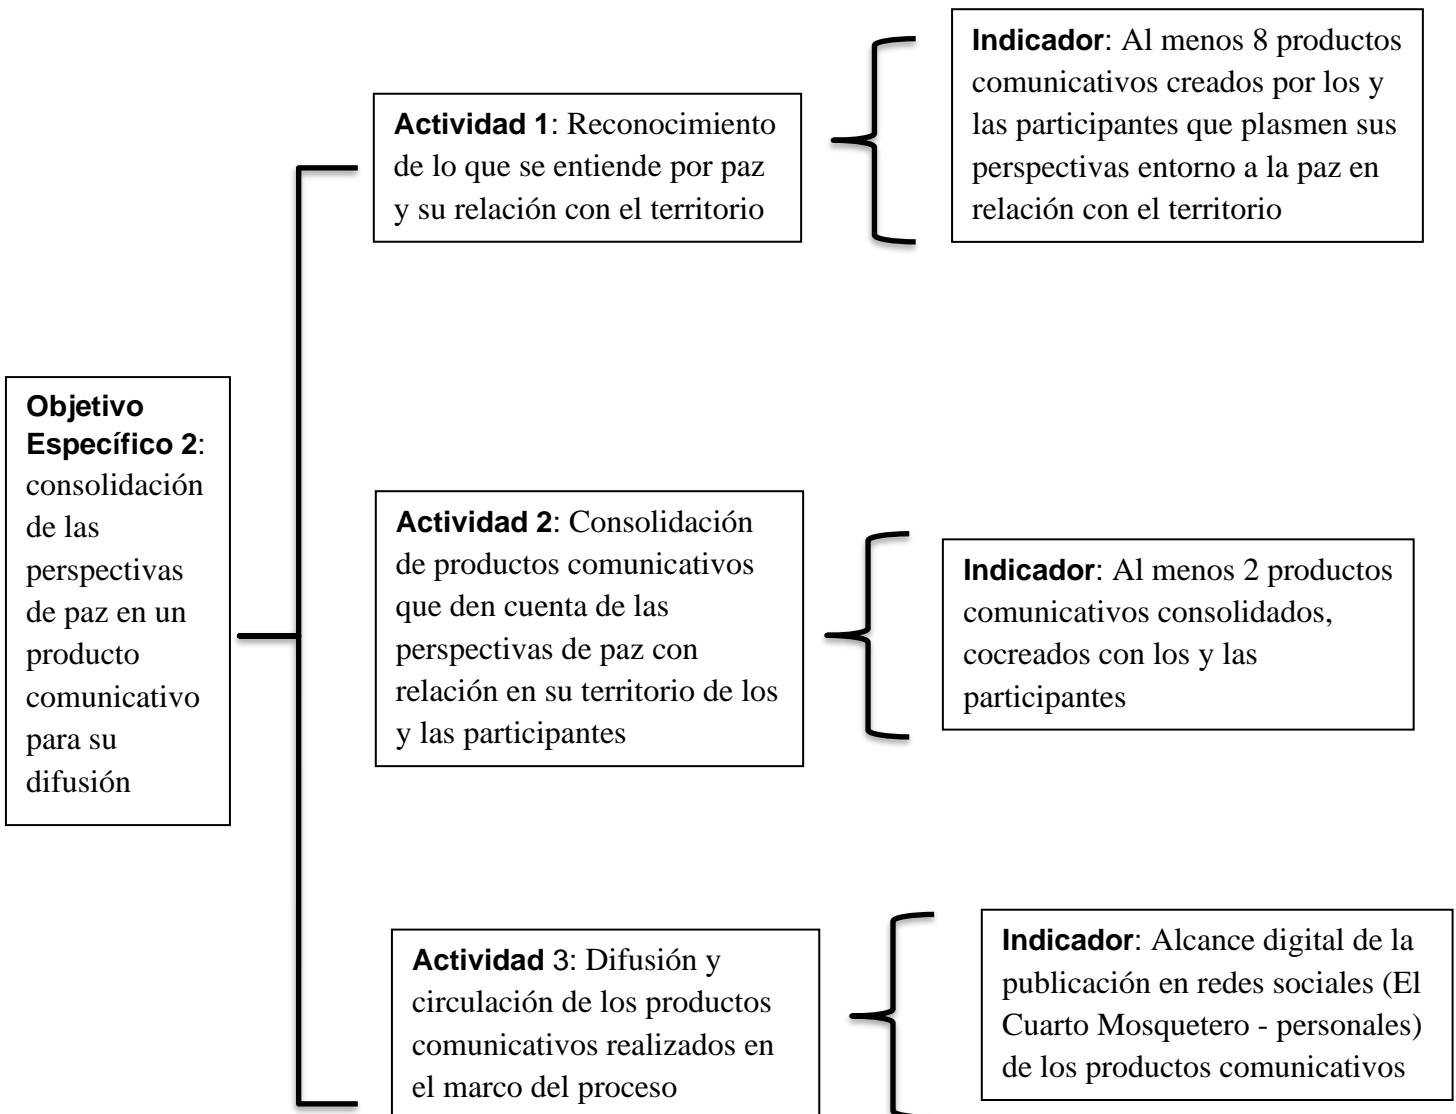 Objetivo
Específico 2:
consolidación
de las
perspectivas
de paz en un
producto
comunicativo
para su
difusión
Actividad 1: Reconocimiento
de lo que se entiende por paz
y su relación con el territorio
Indicador: Al menos 8 productos
comunicativos creados por los y
las participantes que plasmen sus
perspectivas entorno a la paz en
relación con el territorio
Actividad 2: Consolidación
de productos comunicativos
que den cuenta de las
perspectivas de paz con
relación en su territorio de los
y las participantes
Indicador: Al menos 2 productos
comunicativos consolidados,
cocreados con los y las
participantes
Actividad 3: Difusión y
circulación de los productos
comunicativos realizados en
el marco del proceso
Indicador: Alcance digital de la
publicación en redes sociales (El
Cuarto Mosquetero - personales)
de los productos comunicativos